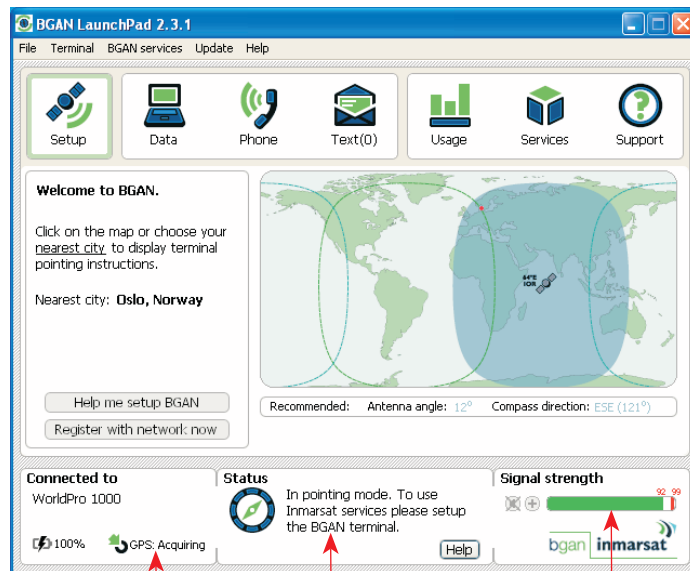 BGAN LaunchPad 2.3.1
File Terminal BGAN services Update Help
Setup Data Phone Text(0) Usage Services Support
Welcome to BGAN.
Click on the map or choose your
nearest city to display terminal
pointing instructions.
Nearest city: Oslo, Norway
Help me setup BGAN
Register with network now
64°E
IOR
Recommended: Antenna angle: 12° Compass direction: ESE (121°)
Connected to
WorldPro 1000
100% GPS: Acquiring
Status
In pointing mode. To use
Inmarsat services please setup
the BGAN terminal.
Help
Signal strength
92 99
bgan inmarsat